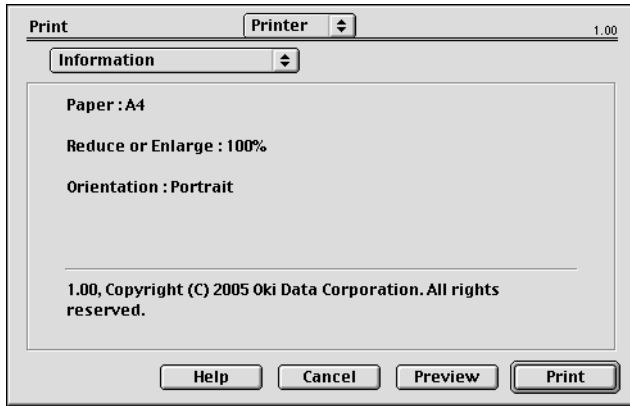 Print
Printer
1.00
Information
Paper : A4
Reduce or Enlarge : 100%
Orientation : Portrait
1.00, Copyright (C) 2005 Oki Data Corporation. All rights
reserved.
Help
Cancel
Preview
Print